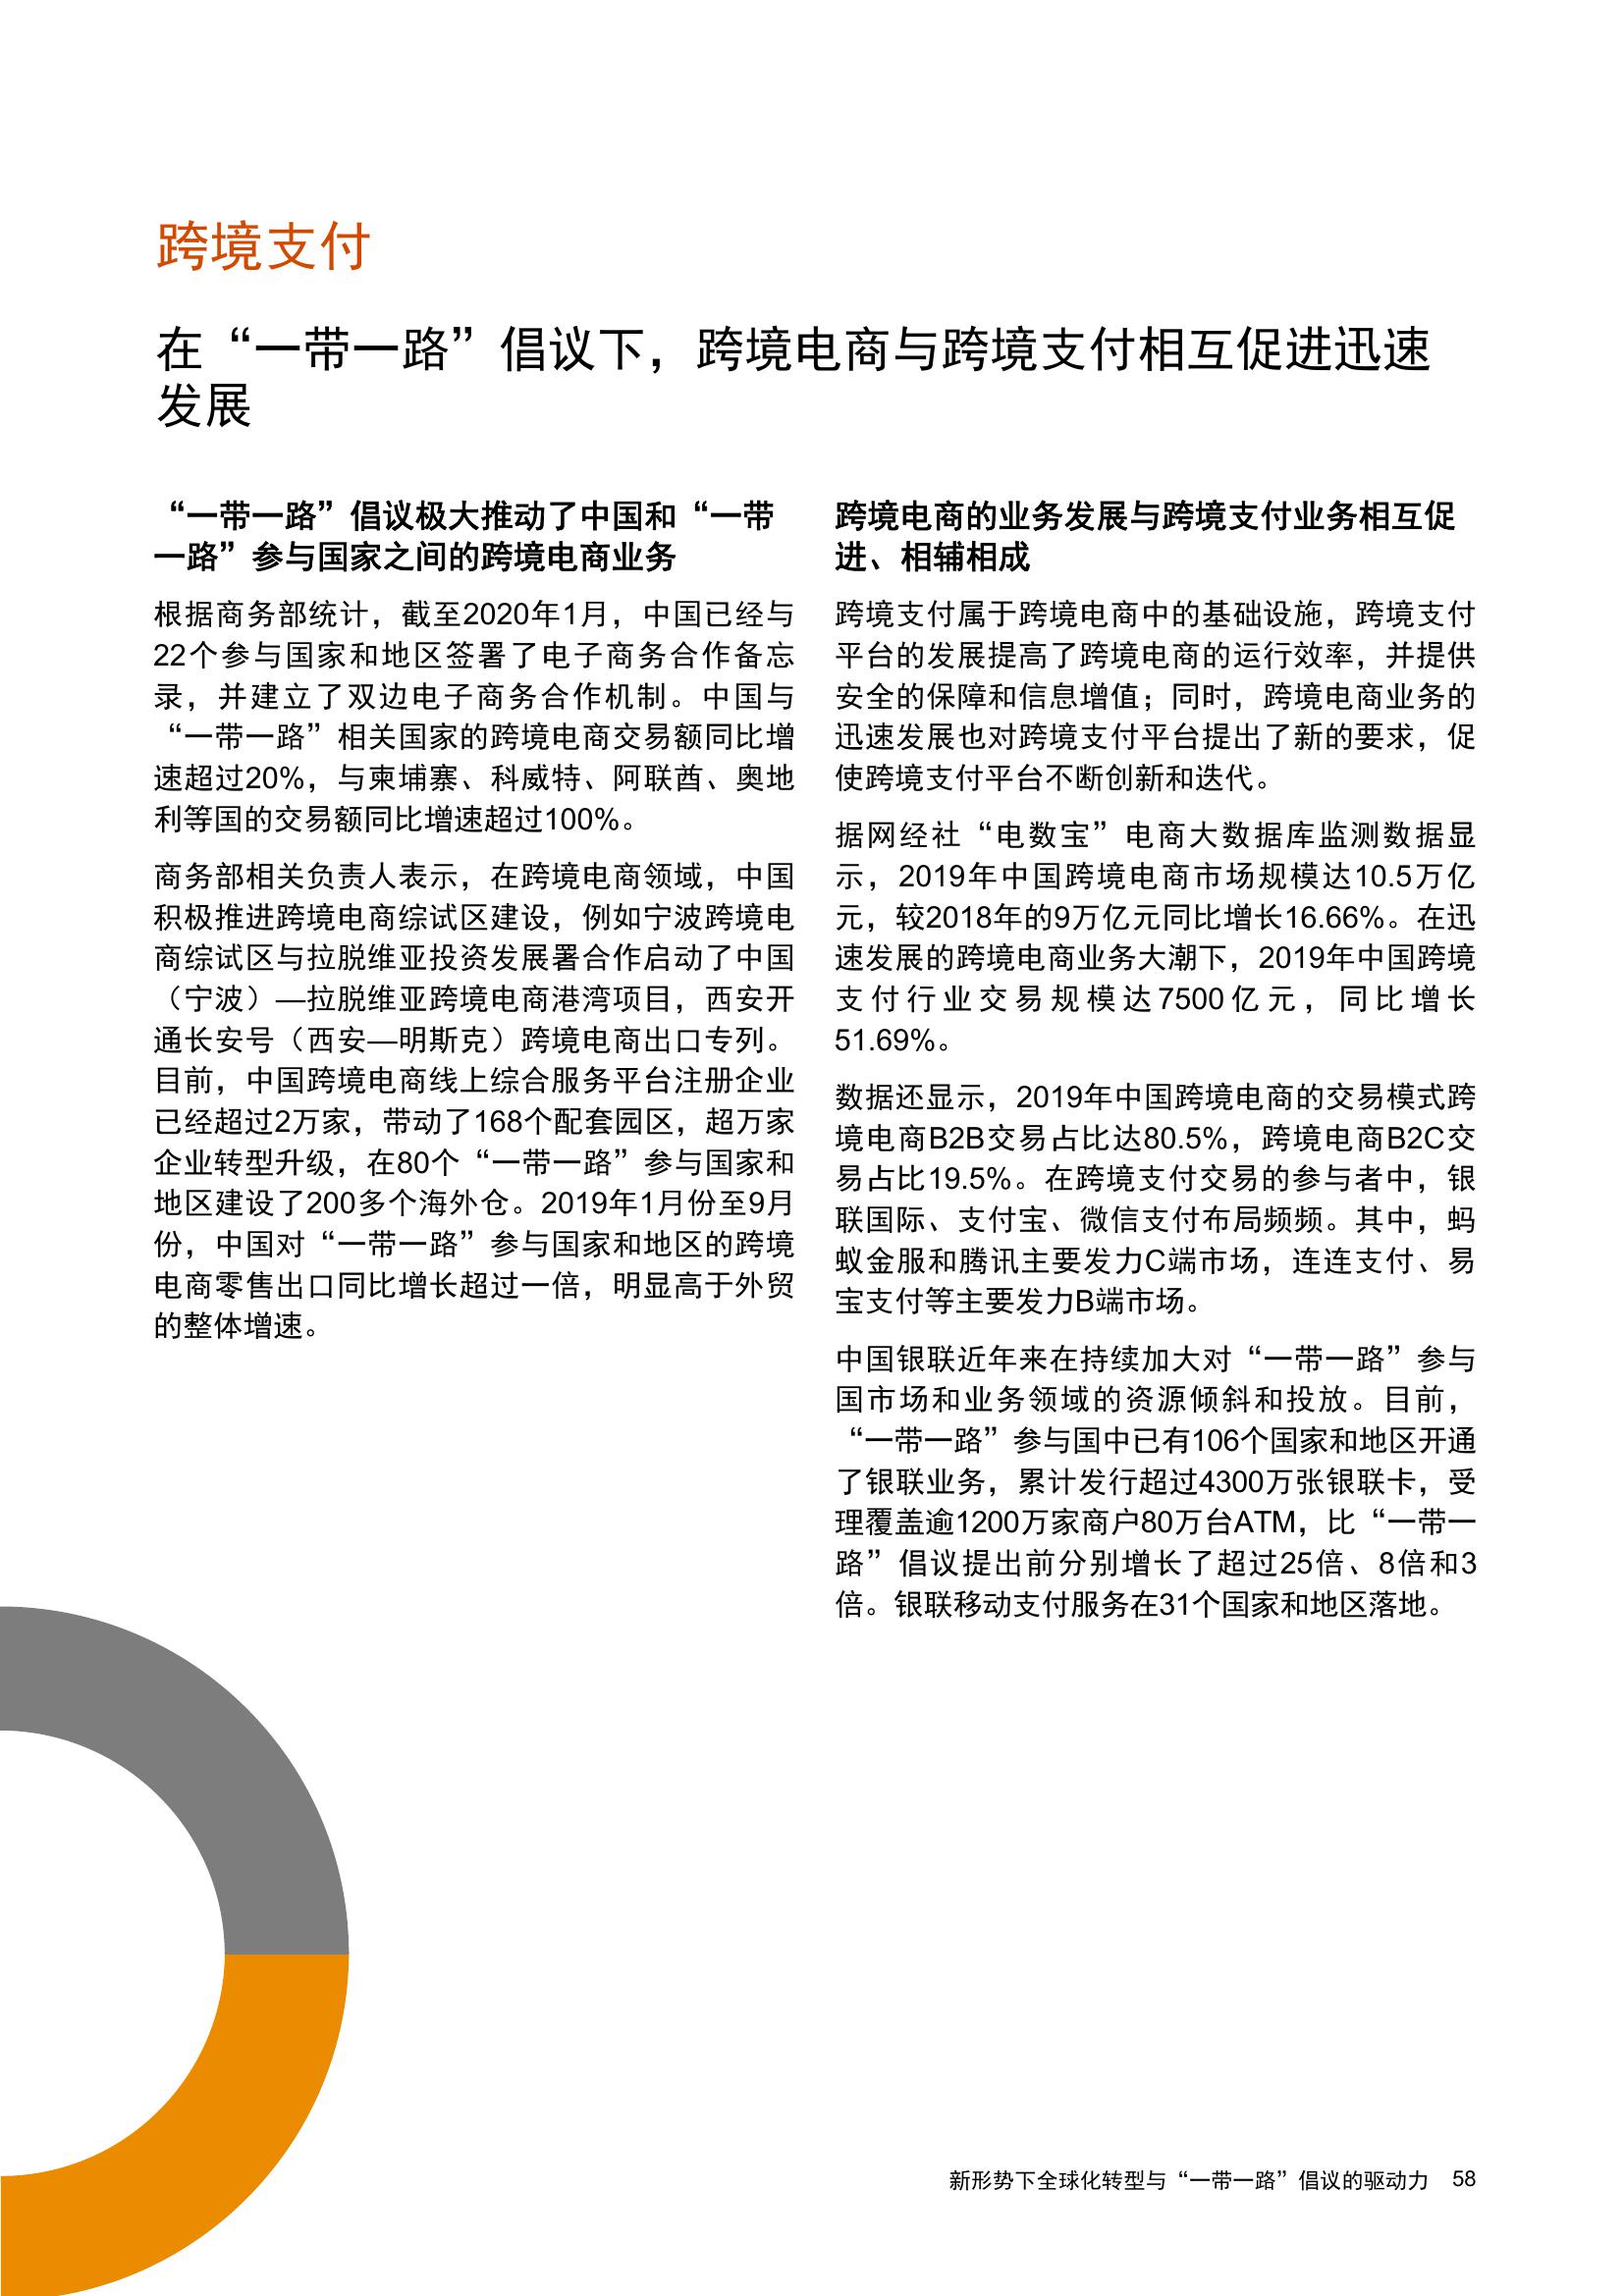 跨境支付
在“一带一路”倡议下，跨境电商与跨境支付相互促进迅速
发展
“一带一路”倡议极大推动了中国和“一带
一路”参与国家之间的跨境电商业务
根据商务部统计，截至2020年1月，中国已经与
22个参与国家和地区签署了电子商务合作备忘
录，并建立了双边电子商务合作机制。中国与
“一带一路”相关国家的跨境电商交易额同比增
速超过20%，与柬埔寨、科威特、阿联酋、奥地
利等国的交易额同比增速超过100%。
商务部相关负责人表示，在跨境电商领域，中国
积极推进跨境电商综试区建设，例如宁波跨境电
商综试区与拉脱维亚投资发展署合作启动了中国
（宁波）—拉脱维亚跨境电商港湾项目，西安开
通长安号（西安—明斯克）跨境电商出口专列。
目前，中国跨境电商线上综合服务平台注册企业
已经超过2万家，带动了168个配套园区，超万家
企业转型升级，在80个“一带一路”参与国家和
地区建设了200多个海外仓。2019年1月份至9月
份，中国对“一带一路”参与国家和地区的跨境
电商零售出口同比增长超过一倍，明显高于外贸
的整体增速。
跨境电商的业务发展与跨境支付业务相互促
进、相辅相成
跨境支付属于跨境电商中的基础设施，跨境支付
平台的发展提高了跨境电商的运行效率，并提供
安全的保障和信息增值；同时，跨境电商业务的
迅速发展也对跨境支付平台提出了新的要求，促
使跨境支付平台不断创新和迭代。
据网经社“电数宝”电商大数据库监测数据显
示，2019年中国跨境电商市场规模达10.5万亿
元，较2018年的9万亿元同比增长16.66%。在迅
速发展的跨境电商业务大潮下，2019年中国跨境
支付行业交易规模达7500亿元，同比增长
51.69%。
数据还显示，2019年中国跨境电商的交易模式跨
境电商B2B交易占比达80.5%，跨境电商B2C交
易占比19.5%。在跨境支付交易的参与者中，银
联国际、支付宝、微信支付布局频频。其中，蚂
蚁金服和腾讯主要发力C端市场，连连支付、易
宝支付等主要发力B端市场。
中国银联近年来在持续加大对“一带一路”参与
国市场和业务领域的资源倾斜和投放。目前，
“一带一路”参与国中已有106个国家和地区开通
了银联业务，累计发行超过4300万张银联卡，受
理覆盖逾1200万家商户80万台ATM，比“一带一
路”倡议提出前分别增长了超过25倍、8倍和3
倍。银联移动支付服务在31个国家和地区落地。
新形势下全球化转型与“一带一路”倡议的驱动力 58